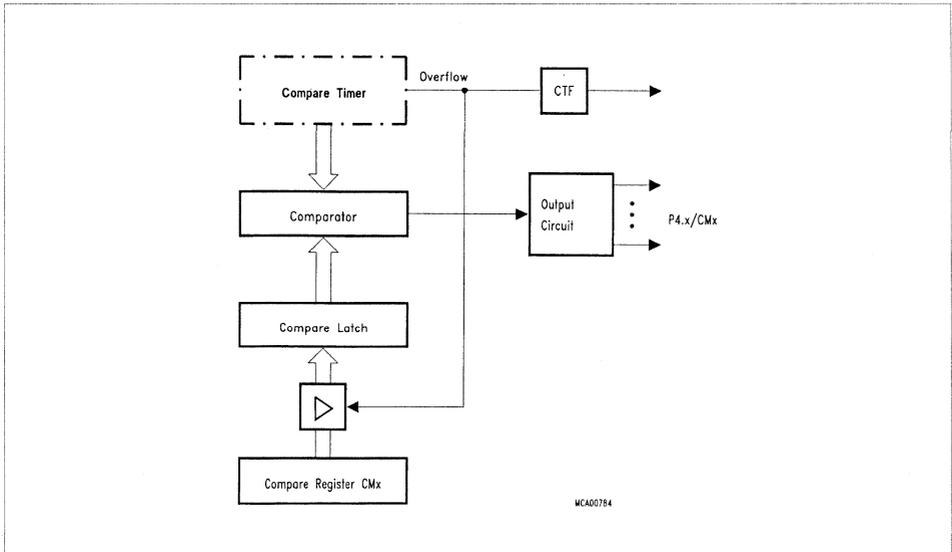 Compare Timer
Overflow
CTF
Comparator
Output
Circuit
P4.x/CMx
Compare Latch
Compare Register CMx
MCA00784